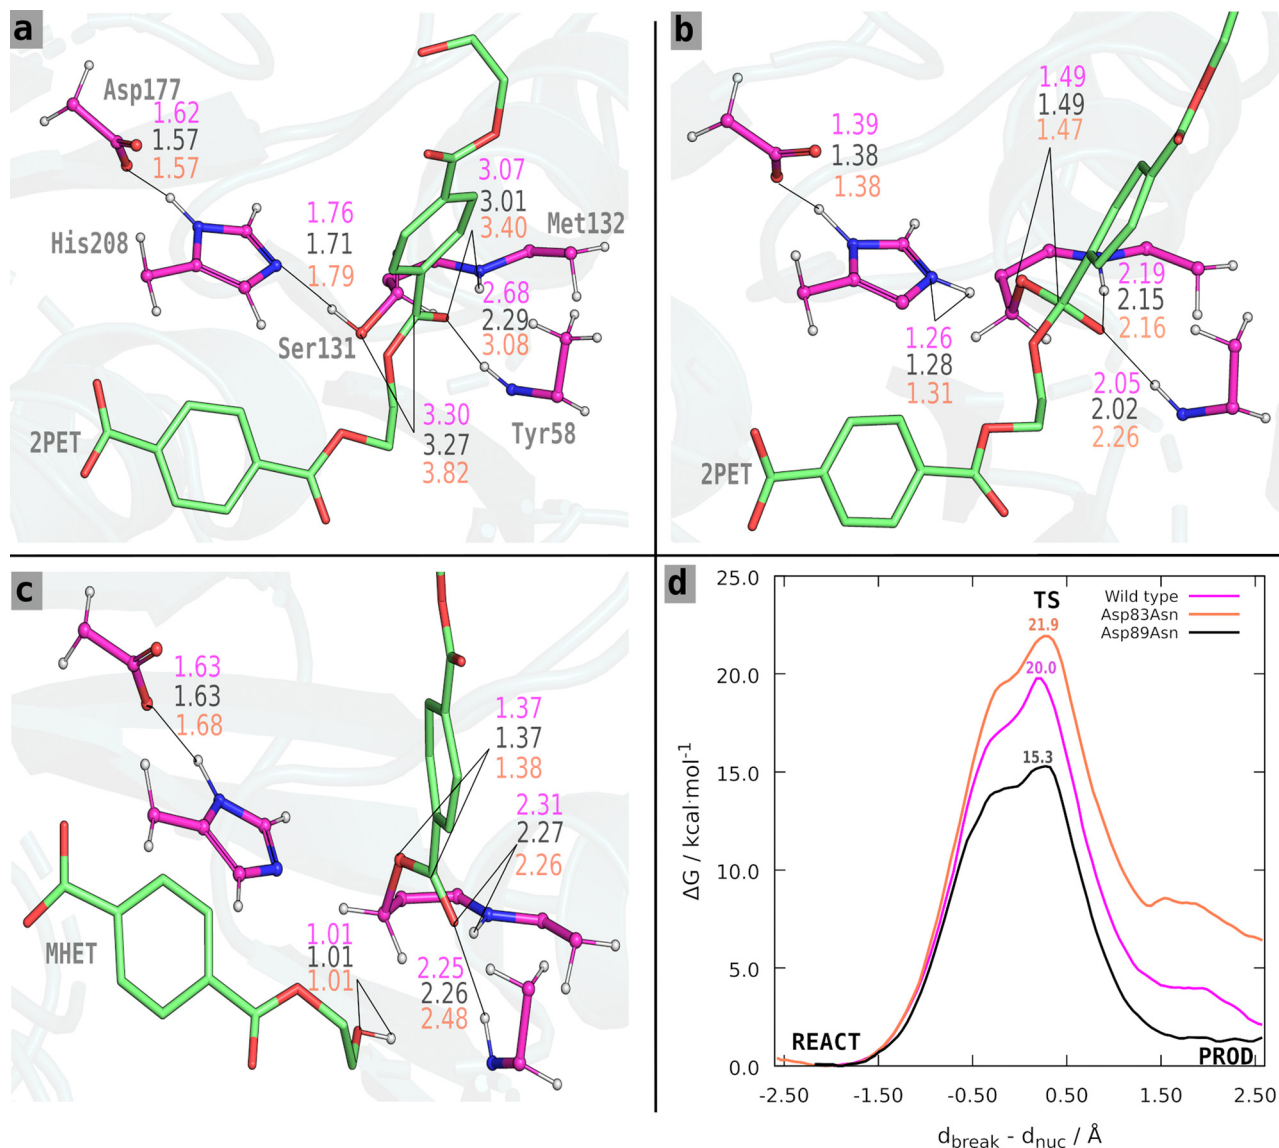 a
Asp177
1.62
1.57
1.57
His208
1.76
1.71
1.79
3.07
3.01
3.40
Met132
2.68
2.29
3.08
Ser131
Tyr58
2PET
3.30
3.27
3.82
b
1.49
1.49
1.47
1.39
1.38
1.38
2.19
2.15
2.16
1.26
1.28
1.31
2.05
2.02
2.26
2PET
c
1.63
1.63
1.68
1.37
1.37
1.38
2.31
2.27
2.26
MHET
1.01
1.01
1.01
2.25
2.26
2.48
d
25.0
20.0
15.0
10.0
5.0
0.0
ΔG / kcal·mol-1
TS
21.9
20.0
15.3
Wild type
Asp83Asn
Asp89Asn
REACT
PROD
-2.50 -1.50 -0.50 0.50 1.50 2.50
dbreak - dnuc / Å